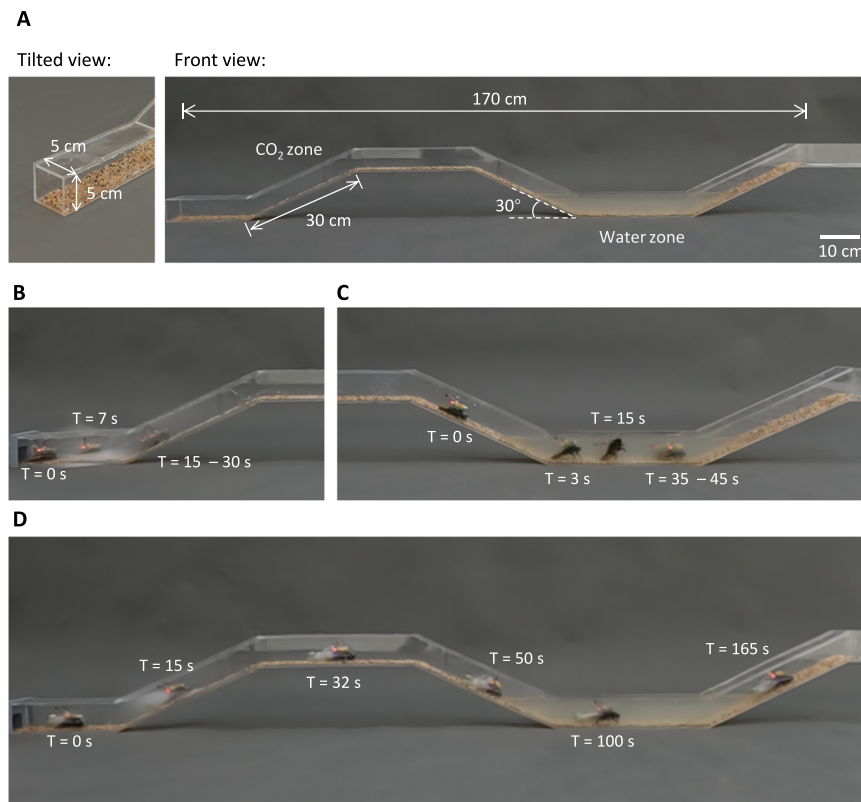 A
Tilted view:
Front view:
5 cm
5 cm
170 cm
CO₂ zone
30 cm
30°
Water zone
10 cm
B
T = 7 s
T = 0 s
T = 15 – 30 s
C
T = 0 s
T = 15 s
T = 3 s
T = 35 – 45 s
D
T = 0 s
T = 15 s
T = 32 s
T = 50 s
T = 100 s
T = 165 s